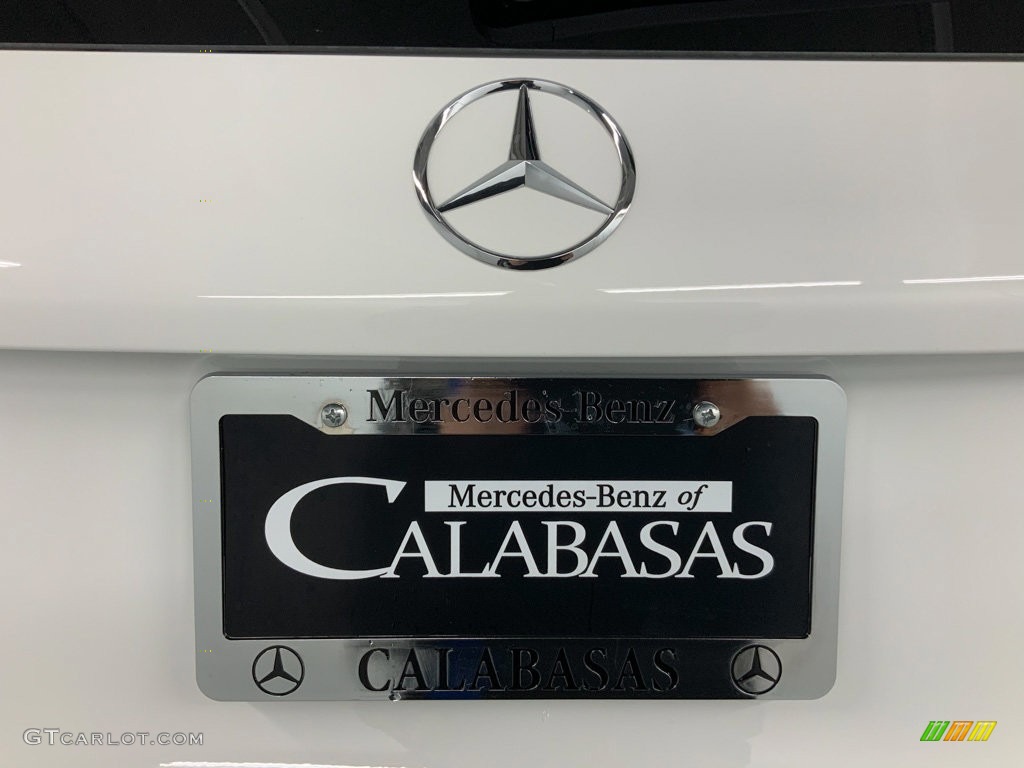 Mercedes-Benz
Mercedes-Benz of
CALABASAS
CALABASAS
GTCARLOT.COM